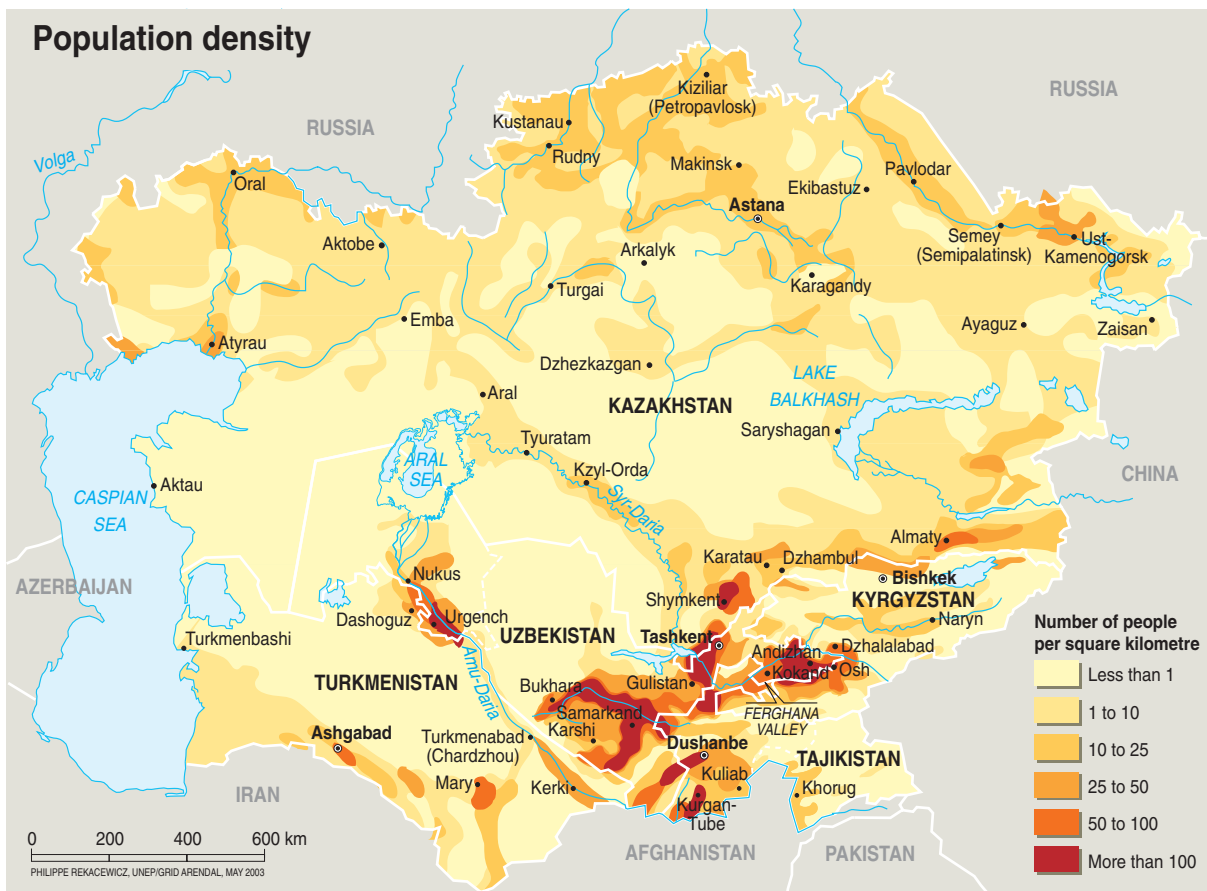 Population density
RUSSIA
RUSSIA
Volga
Kiziliar
(Petropavlosk)
Kustanau
Rudny
Makinsk
Pavlodar
Ekibastuz
Oral
Astana
Aktobe
Semey
(Semipalatinsk)
Ust-
Kamenogorsk
Arkalyk
Karagandy
Turgai
Emba
Ayaguz
Zaisan
Atyrau
Dzhezkazgan
LAKE
BALKHASH
Aral
KAZAKHSTAN
Saryshagan
Tyuratam
ARAL
SEA
Kzyl-Orda
CHINA
Syr-Daria
CASPIAN
SEA
Aktau
Almaty
Karatau
Dzhambul
AZERBAIJAN
Nukus
Bishkek
KYRGYZSTAN
Shymkent
Dashoguz
Urgench
Naryn
UZBEKISTAN
Tashkent
Turkmenbashi
Andizhan
Dzhalalabad
Kokand
Osh
Amu-Daria
TURKMENISTAN
Gulistan
Bukhara
Samarkand
Karshi
FERGHANA
VALLEY
Ashgabad
Turkmenabad
(Chardzhou)
Dushanbe
TAJIKISTAN
Mary
Kerki
Kuliab
Khorug
IRAN
Kurgan-
Tube
AFGHANISTAN
PAKISTAN
Number of people
per square kilometre
Less than 1
1 to 10
10 to 25
25 to 50
50 to 100
More than 100
0 200 400 600 km
PHILIPPE REKACEWICZ, UNEP/GRID ARENDAL, MAY 2003